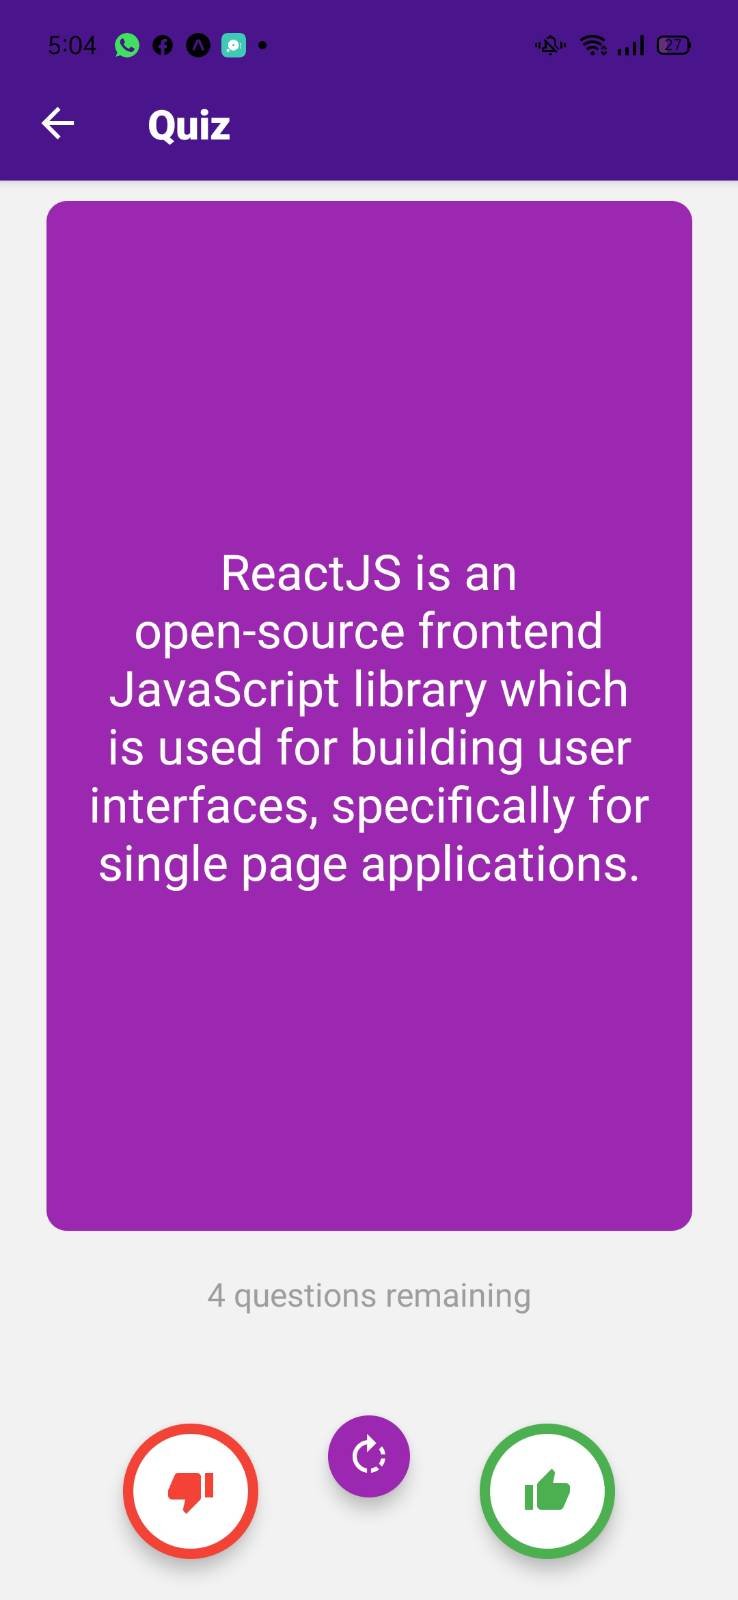 5:04
27
Quiz
ReactJS is an
open-source frontend
JavaScript library which
is used for building user
interfaces, specifically for
single page applications.
4 questions remaining